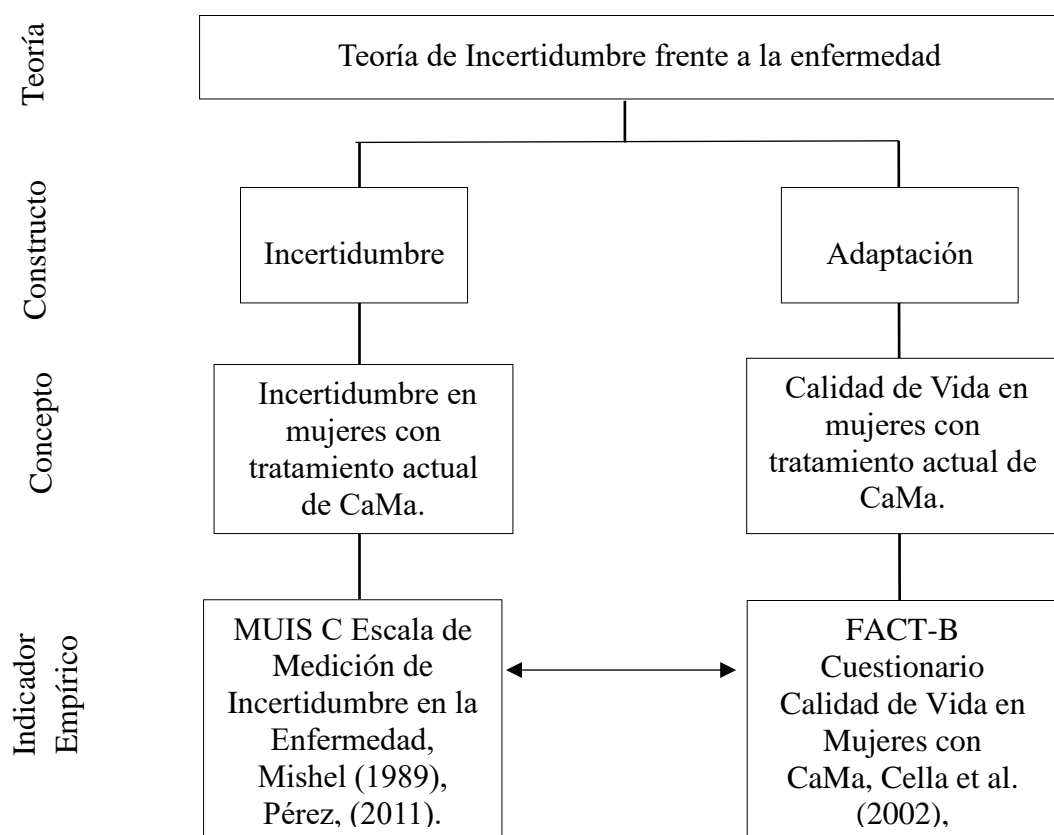 Teoría
Teoría de Incertidumbre frente a la enfermedad
Constructo
Incertidumbre
Adaptación
Concepto
Incertidumbre en
mujeres con
tratamiento actual
de CaMa.
Calidad de Vida en
mujeres con
tratamiento actual de
CaMa.
Indicador
Empírico
MUIS C Escala de
Medición de
Incertidumbre en la
Enfermedad,
Mishel (1989),
Pérez, (2011).
FACT-B
Cuestionario
Calidad de Vida en
Mujeres con
CaMa, Cella et al.
(2002),